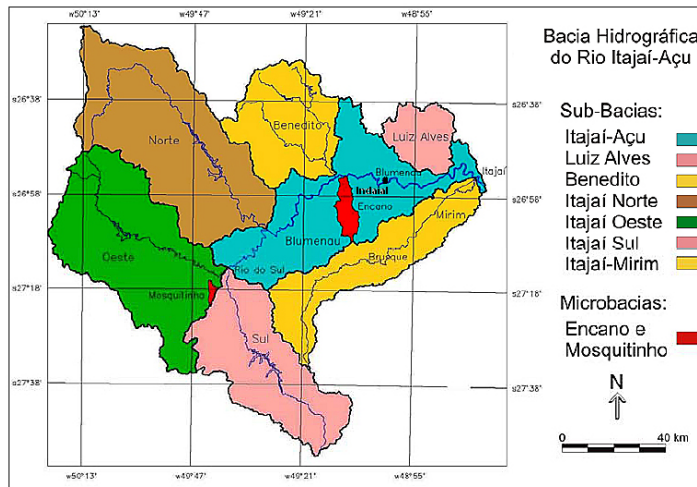 w50°13' w49°47 w49°21 w48°55
Bacia Hidrográfica
do Rio Itajaí-Açu
s26°38' s26°38'
Norte
Benedito
Luiz Alves
Sub-Bacias:
Itajaí-Açu
Luiz Alves
Benedito
Itajaí Norte
Itajaí Oeste
Itajaí Sul
Itajaí-Mirim
Blumenau
Itajaí
Indaial
s26°58' s26°58'
Encano
Mirim
Blumenau
Oeste
Brusque
Rio do Sul
s27°18' s27°18'
Mosquitinho
Microbacias:
Encano e
Mosquitinho
Sul
s27°38' s27°38'
N
0 40 km
w50°13' w49°47 w49°21 w48°55